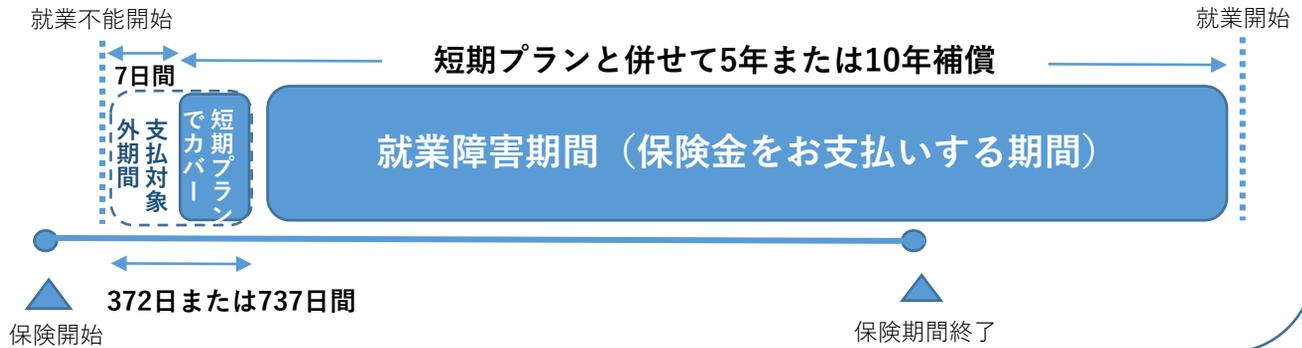 就業不能開始
就業開始
短期プランと併せて5年または10年補償
7日間
支払対象
外期間
短期プラン
でカバー
就業障害期間（保険金をお支払いする期間）
372日または737日間
保険開始
保険期間終了